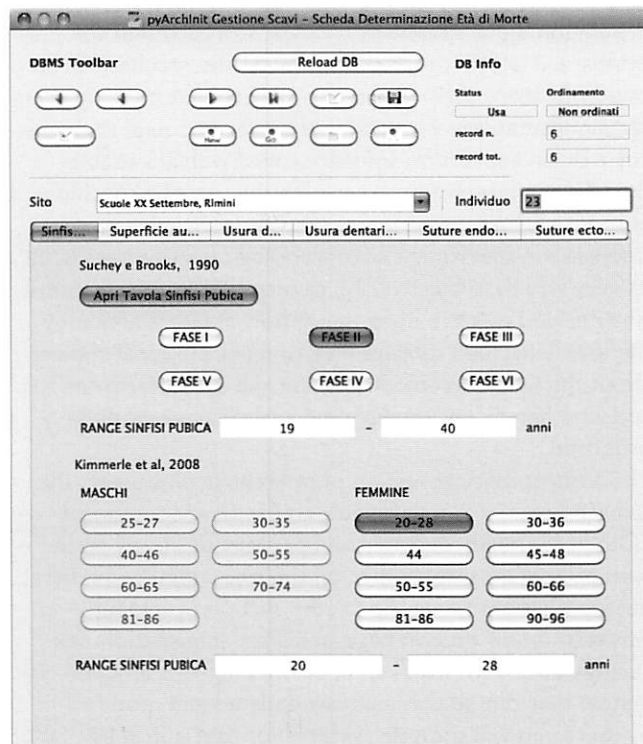 pyArchInit Gestione Scavi - Scheda Determinazione Età di Morte
DBMS Toolbar
Reload DB
DB Info
Status
Ordinamento
Usa
Non ordinati
New
Go
record n.
6
record tot.
6
Sito
Scuole XX Settembre, Rimini
Individuo
23
Sinfis...
Superficie au...
Usura d...
Usura dentari...
Suture endo...
Suture ecto...
Suchey e Brooks, 1990
Apri Tavola Sinfisi Pubica
FASE I
FASE II
FASE III
FASE V
FASE IV
FASE VI
RANGE SINFISI PUBICA 19 - 40 anni
Kimmerle et al, 2008
MASCHI
FEMMINE
25-27 30-35 20-28 30-36
40-46 50-55 44 45-48
60-65 70-74 50-55 60-66
81-86 81-86 90-96
RANGE SINFISI PUBICA 20 - 28 anni